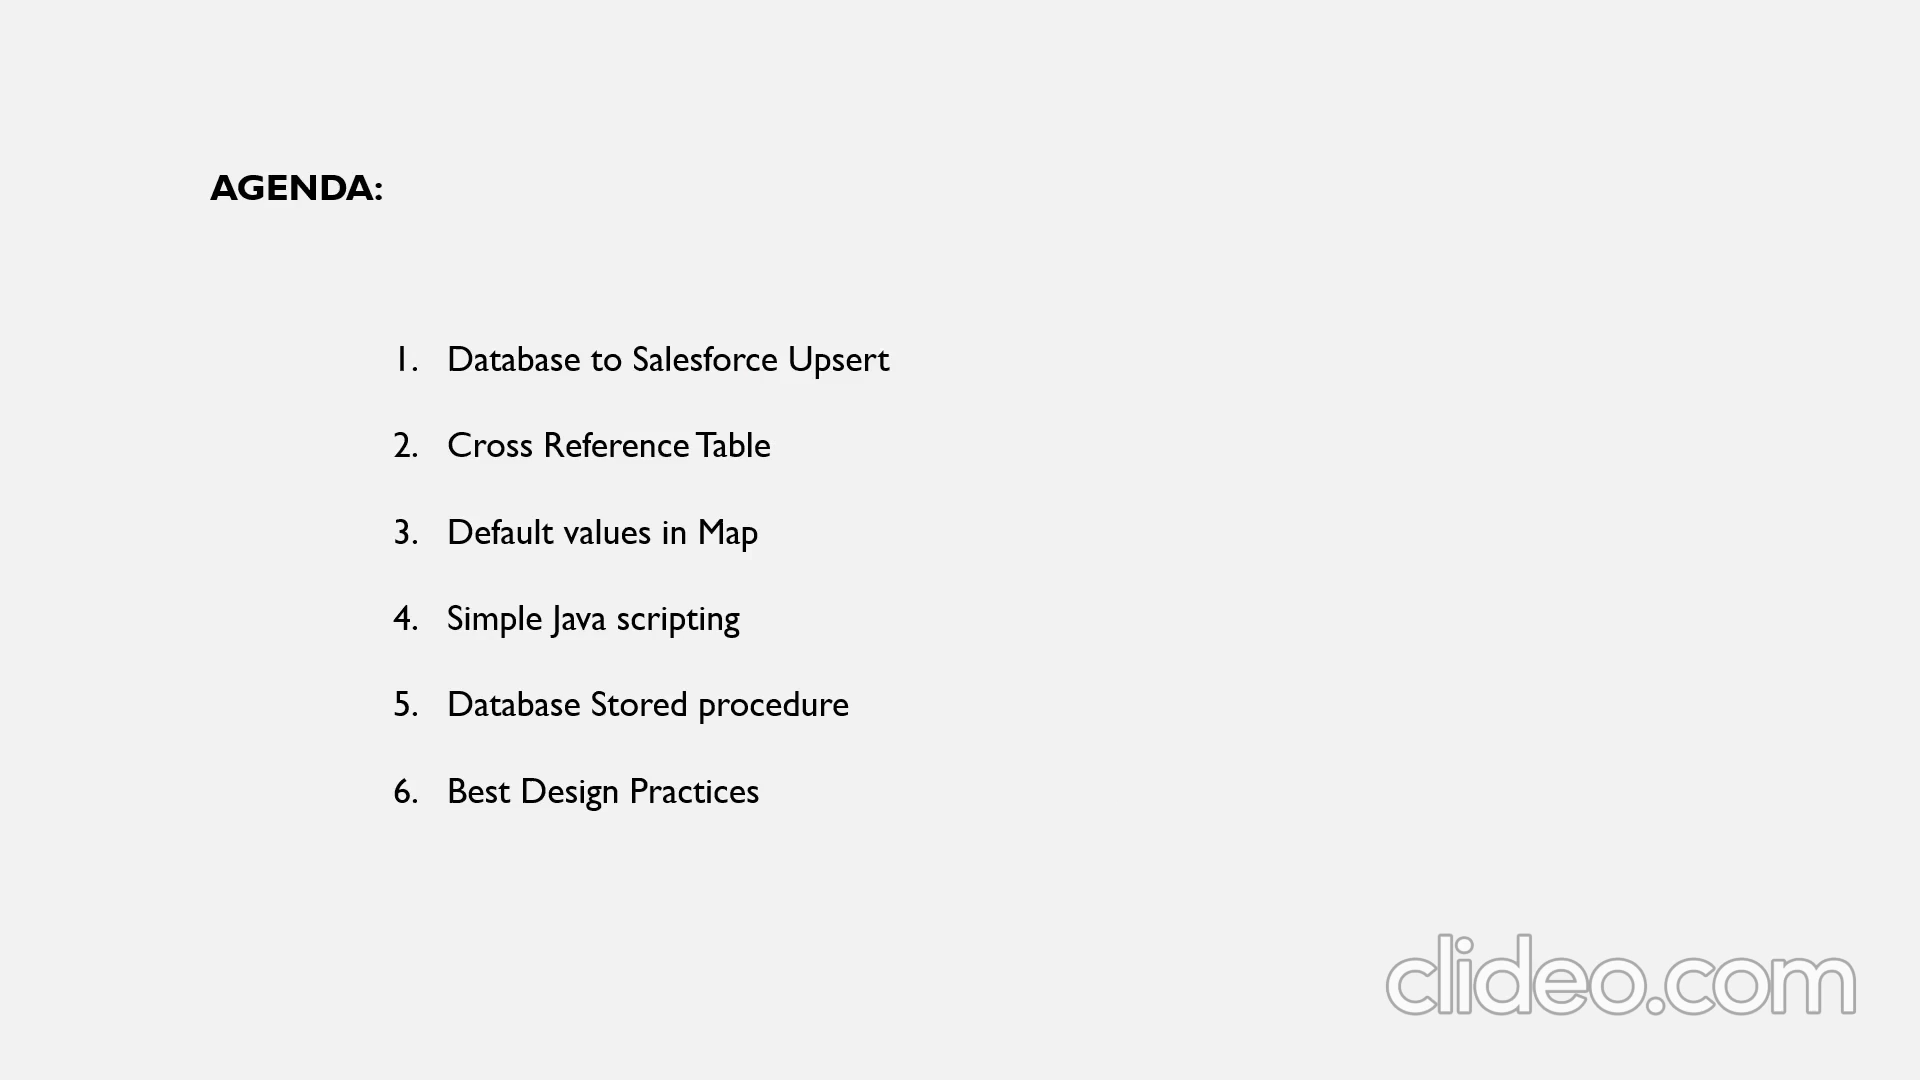 AGENDA:
1. Database to Salesforce Upsert
2. Cross Reference Table
3. Default values in Map
4. Simple Java scripting
5. Database Stored procedure
6. Best Design Practices
clideo.com